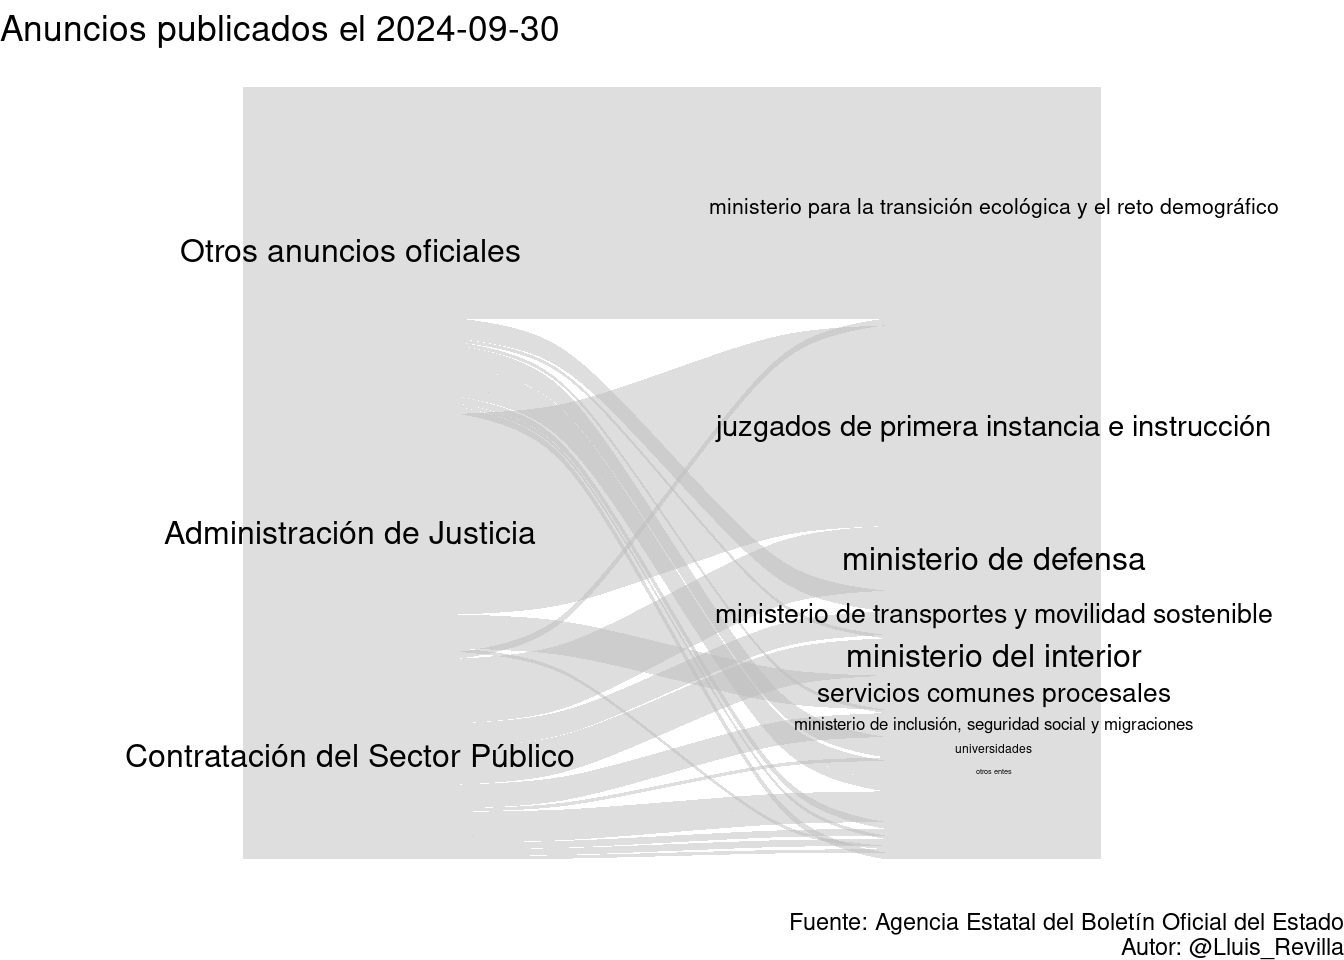 Anuncios publicados el 2024-09-30
ministerio para la transición ecológica y el reto demográfico
Otros anuncios oficiales
juzgados de primera instancia e instrucción
Administración de Justicia
ministerio de defensa
ministerio de transportes y movilidad sostenible
ministerio del interior
servicios comunes procesales
ministerio de inclusión, seguridad social y migraciones
universidades
Contratación del Sector Público
otros entes
Fuente: Agencia Estatal del Boletín Oficial del Estado
Autor: @Lluis_Revilla